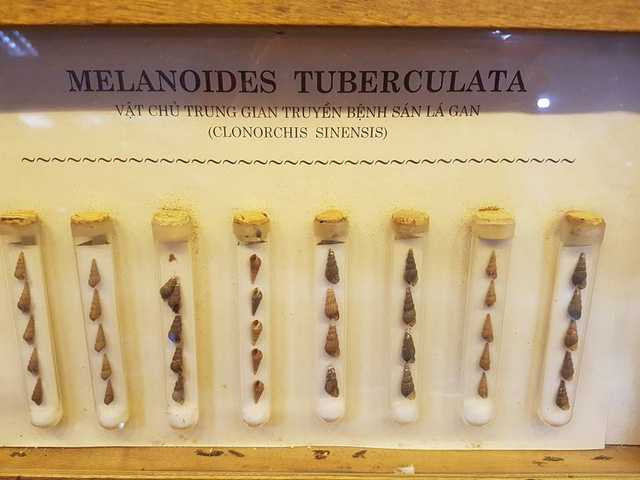 MELANOIDES TUBERCULATA
VẬT CHỦ TRUNG GIAN TRUYỀN BỆNH SÁN LÁ GAN
(CLONORCHIS SINENSIS)